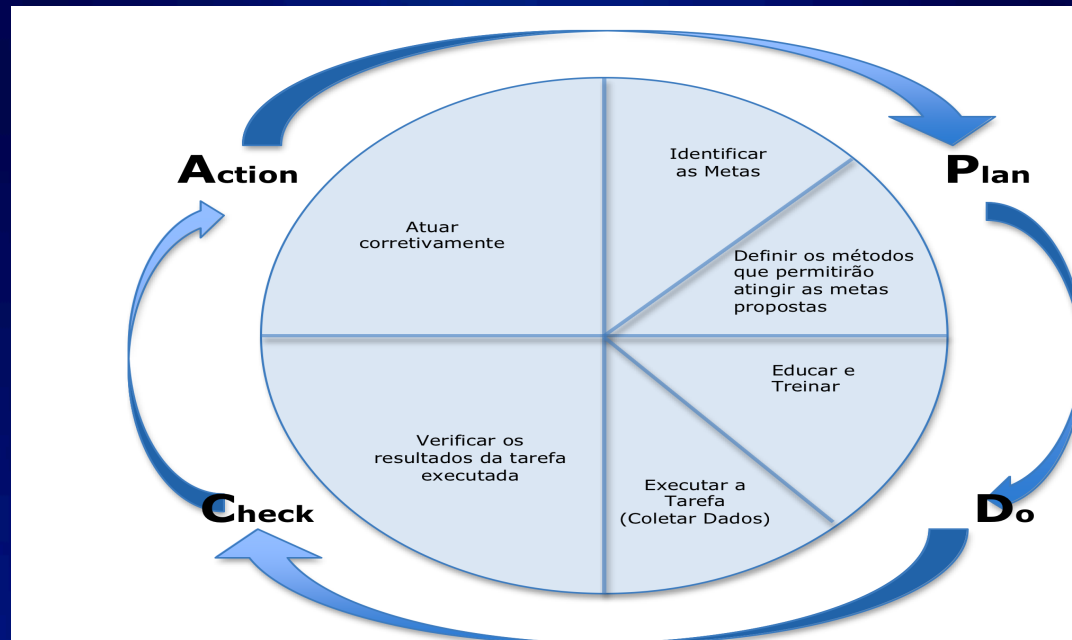 Action
Plan
Identificar
as Metas
Atuar
corretivamente
Definir os métodos
que permitirão
atingir as metas
propostas
Educar e
Treinar
Verificar os
resultados da tarefa
executada
Executar a
Tarefa
(Coletar Dados)
Check
Do